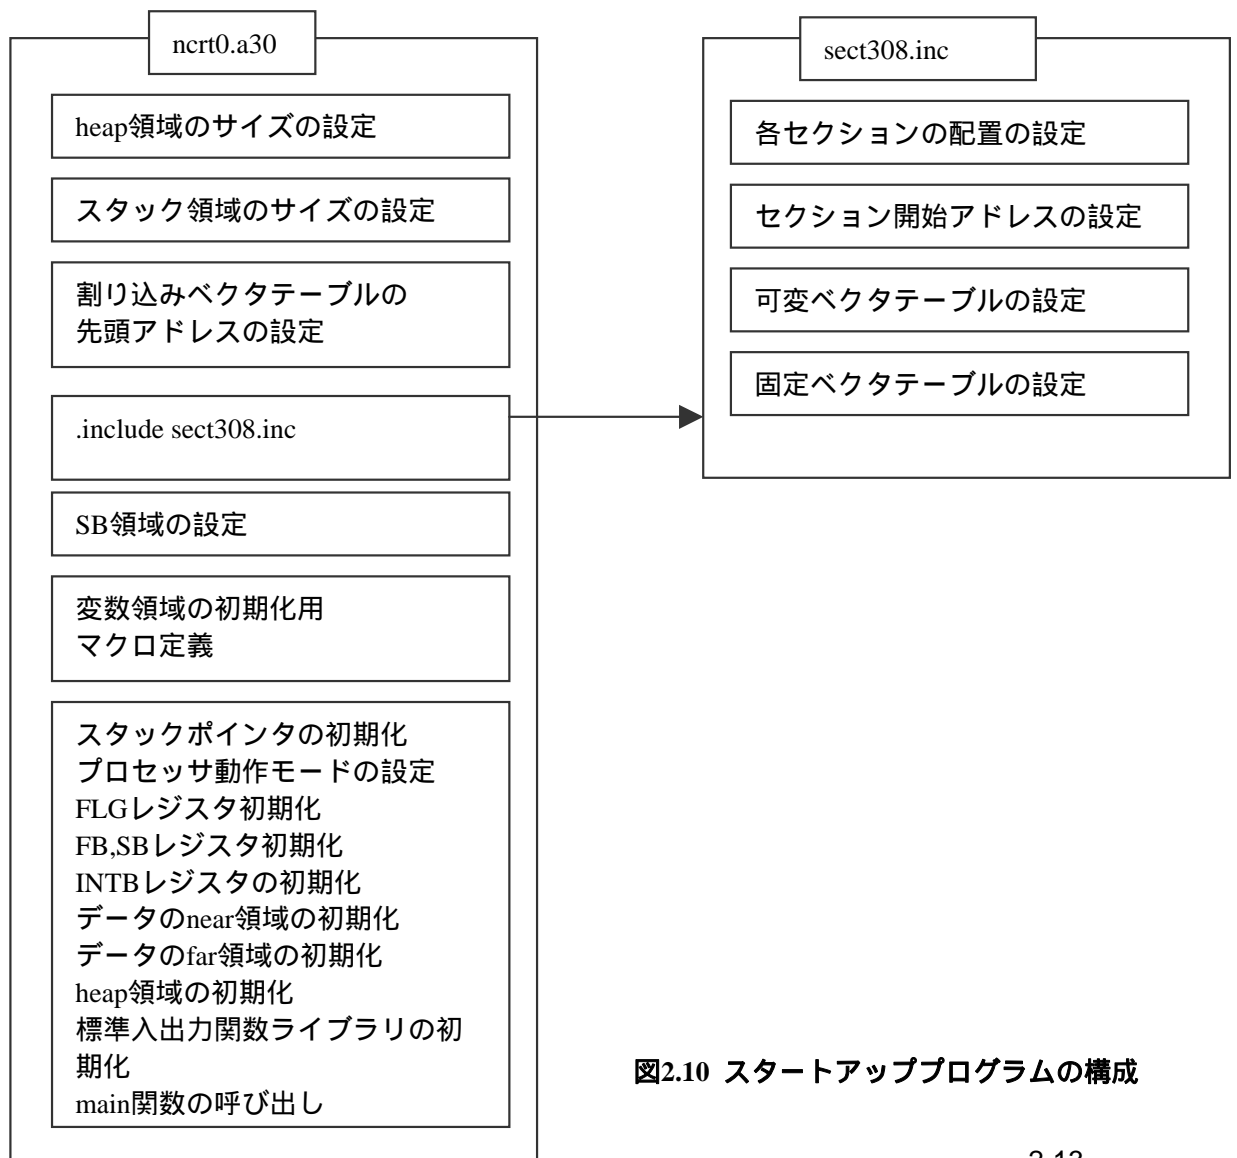 ncrt0.a30
heap領域のサイズの設定
スタック領域のサイズの設定
割り込みベクタテーブルの
先頭アドレスの設定
.include sect308.inc
SB領域の設定
変数領域の初期化用
マクロ定義
スタックポインタの初期化
プロセッサ動作モードの設定
FLGレジスタ初期化
FB,SBレジスタ初期化
INTBレジスタの初期化
データのnear領域の初期化
データのfar領域の初期化
heap領域の初期化
標準入出力関数ライブラリの初
期化
main関数の呼び出し
sect308.inc
各セクションの配置の設定
セクション開始アドレスの設定
可変ベクタテーブルの設定
固定ベクタテーブルの設定
図2.10 スタートアッププログラムの構成